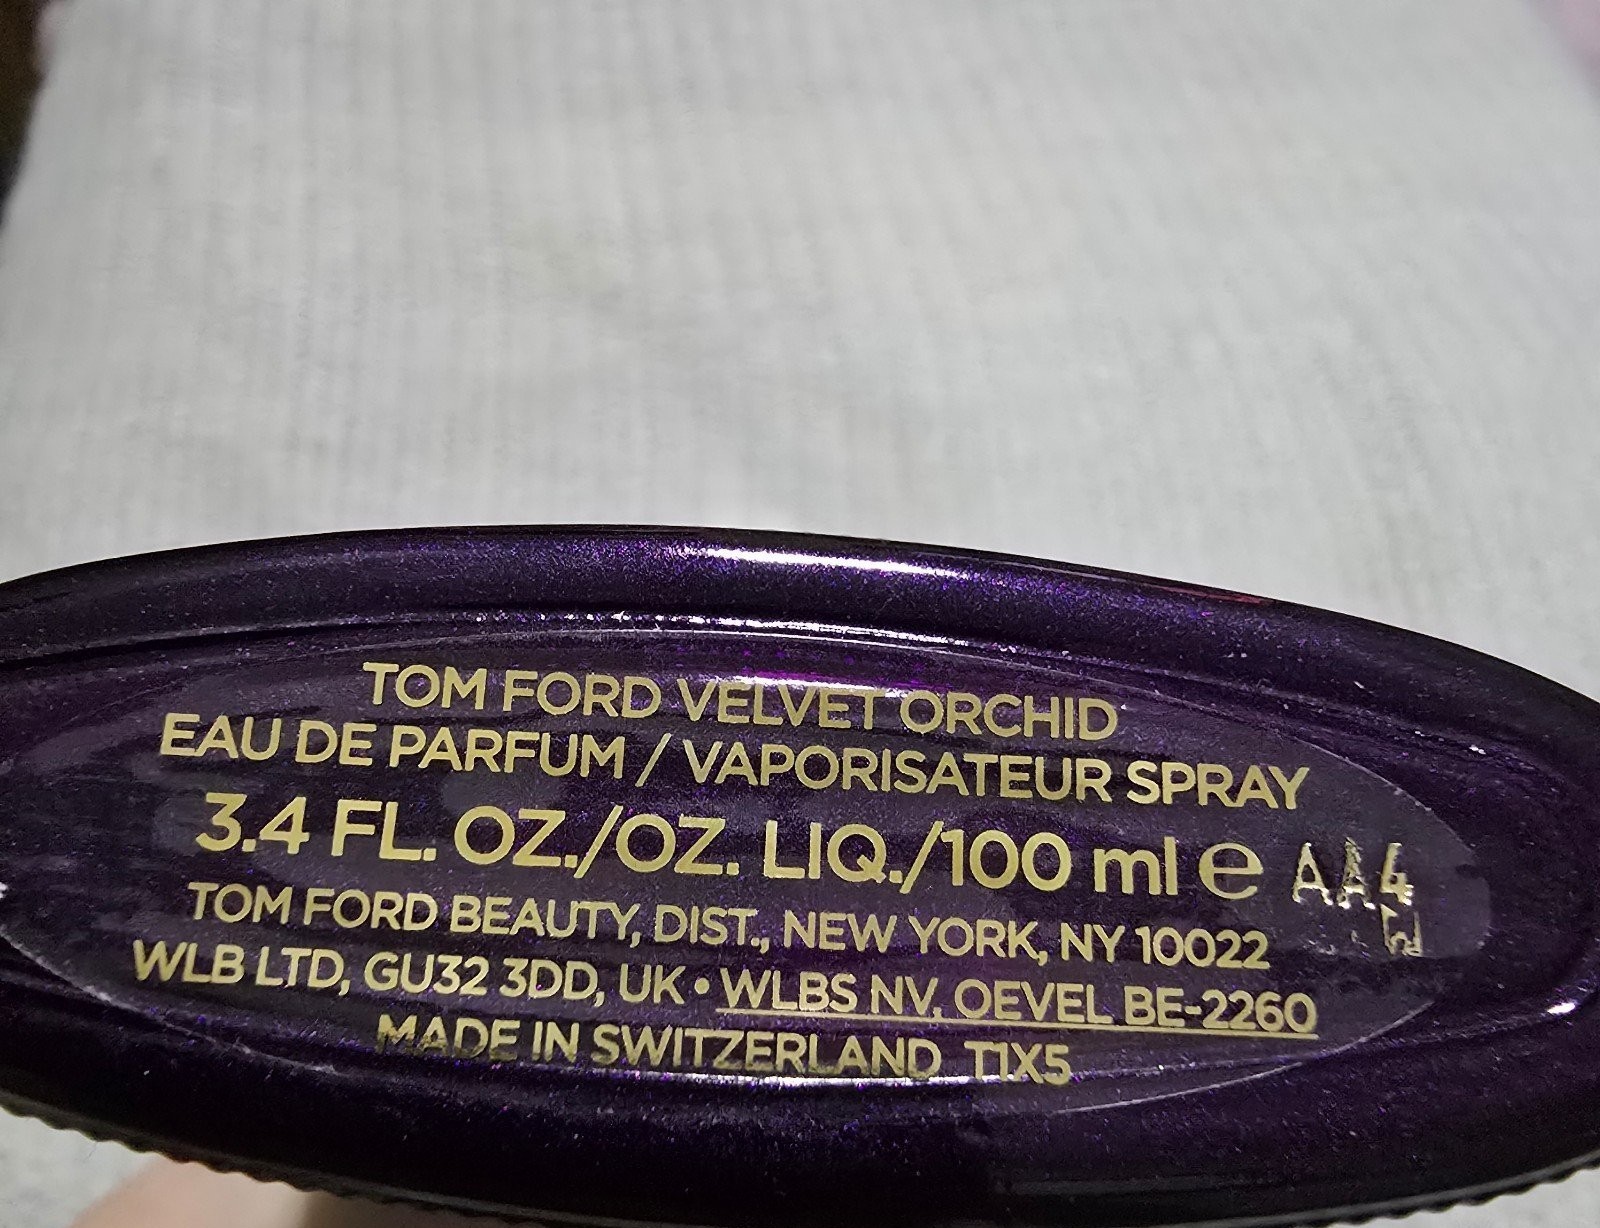 TOM FORD VELVET ORCHID
EAU DE PARFUM / VAPORISATEUR SPRAY
3.4 FL. OZ./OZ. LIQ./100 ml ℮ AA4
TOM FORD BEAUTY, DIST., NEW YORK, NY 10022
WLB LTD, GU32 3DD, UK • WLBS NV, OEVEL BE-2260
MADE IN SWITZERLAND T1X5